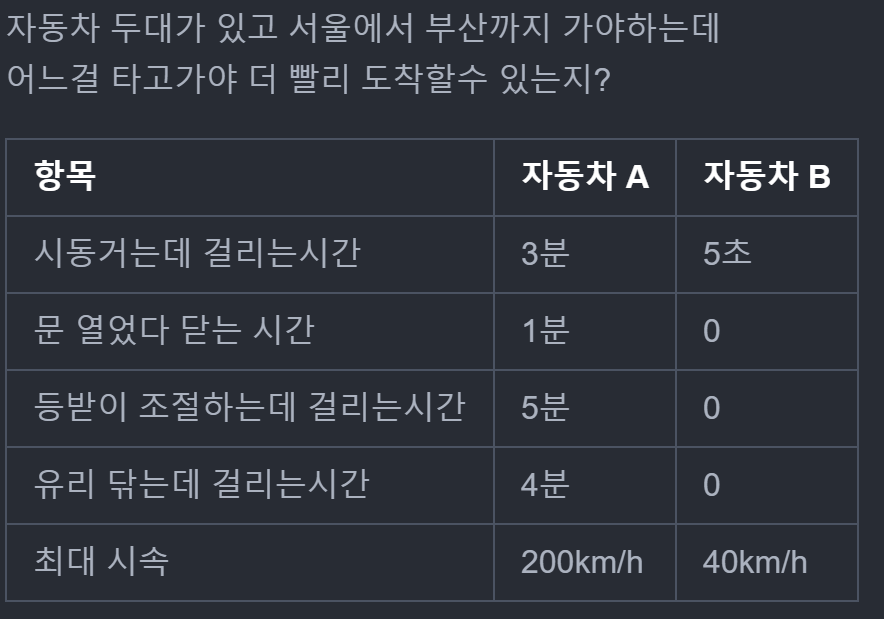 자동차 두대가 있고 서울에서 부산까지 가야하는데
어느걸 타고가야 더 빨리 도착할수 있는지?
항목 자동차 A 자동차 B
시동거는데 걸리는시간 3분 5초
문 열었다 닫는 시간 1분 0
등받이 조절하는데 걸리는시간 5분 0
유리 닦는데 걸리는시간 4분 0
최대 시속 200km/h 40km/h